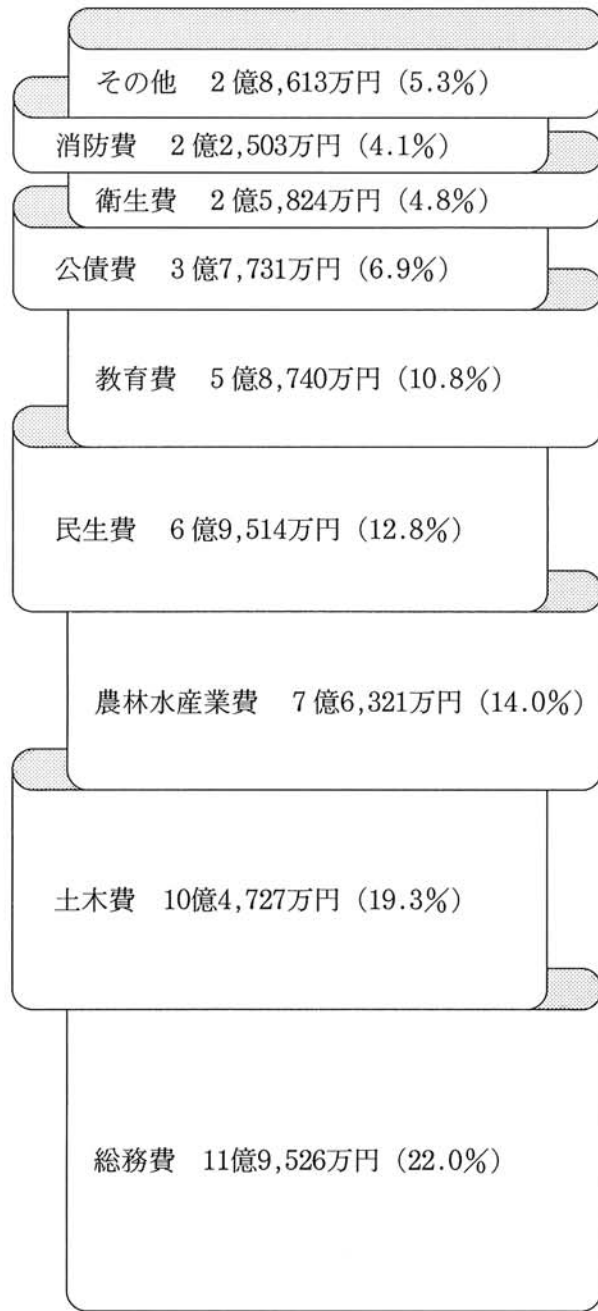 その他　2億8,613万円（5.3％）
消防費　2億2,503万円（4.1％）
衛生費　2億5,824万円（4.8％）
公債費　3億7,731万円（6.9％）
教育費　5億8,740万円（10.8％）
民生費　6億9,514万円（12.8％）
農林水産業費　7億6,321万円（14.0％）
土木費　10億4,727万円（19.3％）
総務費　11億9,526万円（22.0％）